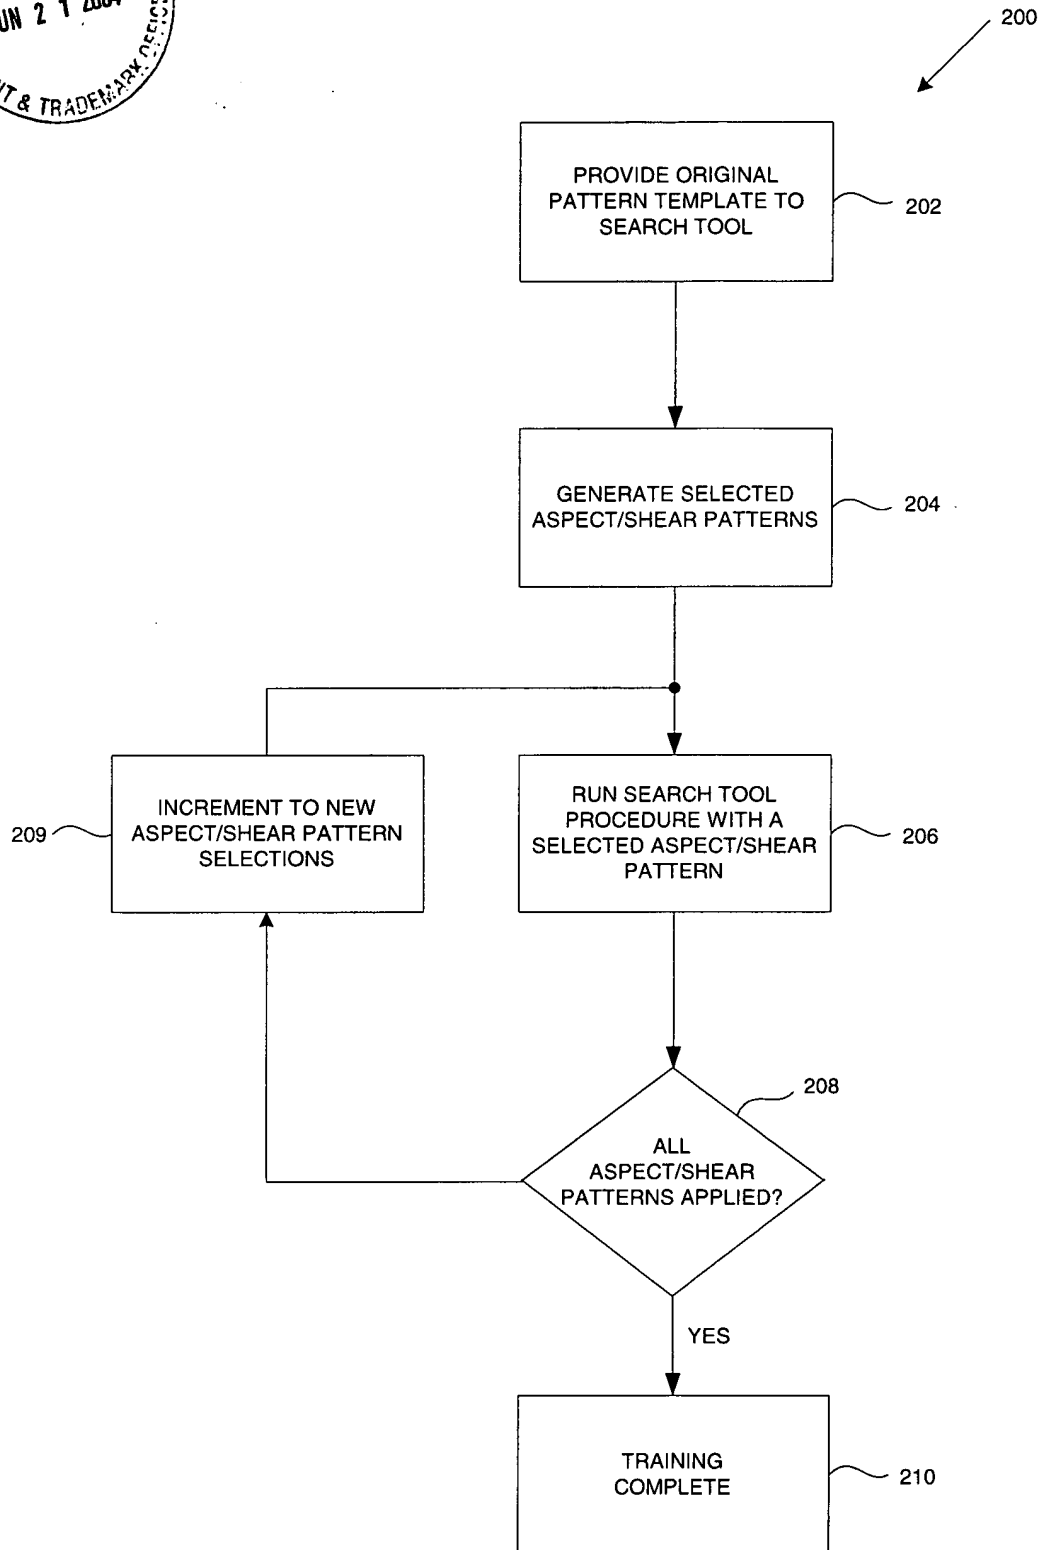 JUN 2 1 2004
& TRADEMARK OFFICE
200
PROVIDE ORIGINAL
PATTERN TEMPLATE TO
SEARCH TOOL
202
GENERATE SELECTED
ASPECT/SHEAR PATTERNS
204
INCREMENT TO NEW
ASPECT/SHEAR PATTERN
SELECTIONS
209
RUN SEARCH TOOL
PROCEDURE WITH A
SELECTED ASPECT/SHEAR
PATTERN
206
208
ALL
ASPECT/SHEAR
PATTERNS APPLIED?
YES
TRAINING
COMPLETE
210